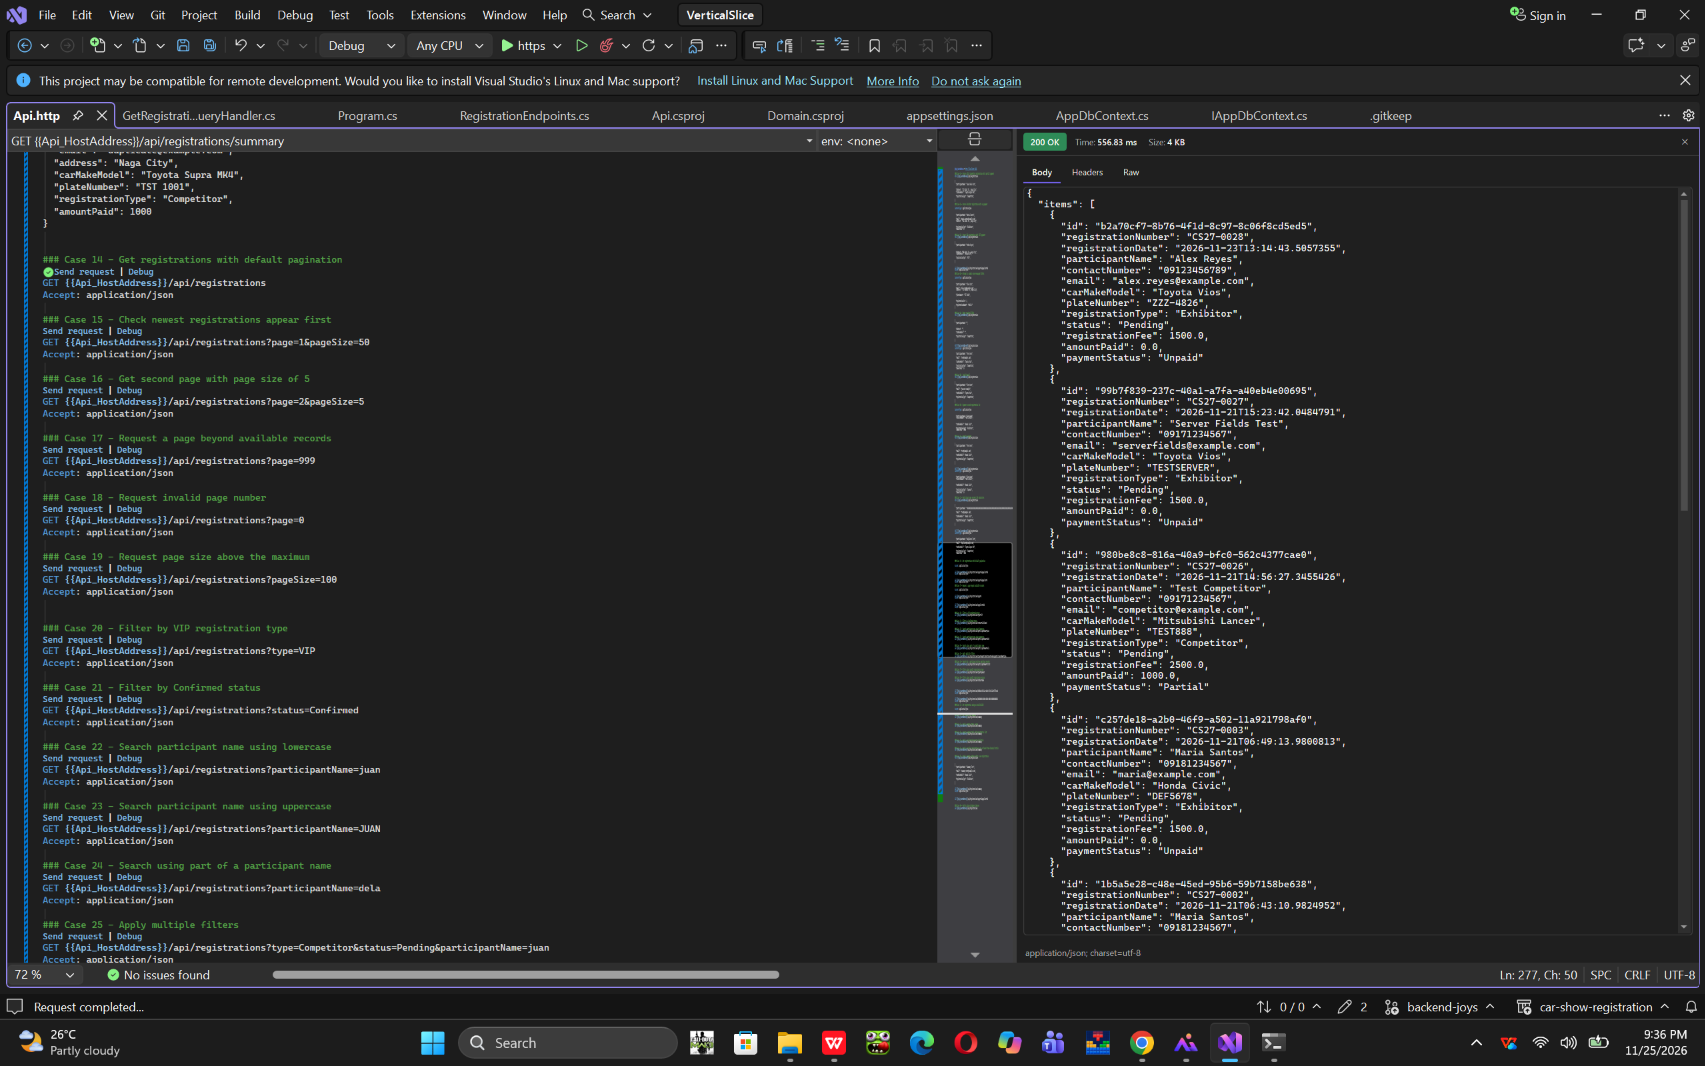 File Edit View Git Project Build Debug Test Tools Extensions Window Help Search VerticalSlice Sign in
Debug Any CPU https
This project may be compatible for remote development. Would you like to install Visual Studio's Linux and Mac support? Install Linux and Mac Support More Info Do not ask again
Api.http GetRegistrati...ueryHandler.cs Program.cs RegistrationEndpoints.cs Api.csproj Domain.csproj appsettings.json AppDbContext.cs IAppDbContext.cs .gitkeep
GET {{Api_HostAddress}}/api/registrations/summary env: <none>
"address": "Naga City",
"carMakeModel": "Toyota Supra MK4",
"plateNumber": "TST 1001",
"registrationType": "Competitor",
"amountPaid": 1000
}
### Case 14 - Get registrations with default pagination
Send request | Debug
GET {{Api_HostAddress}}/api/registrations
Accept: application/json
### Case 15 - Check newest registrations appear first
Send request | Debug
GET {{Api_HostAddress}}/api/registrations?page=1&pageSize=50
Accept: application/json
### Case 16 - Get second page with page size of 5
Send request | Debug
GET {{Api_HostAddress}}/api/registrations?page=2&pageSize=5
Accept: application/json
### Case 17 - Request a page beyond available records
Send request | Debug
GET {{Api_HostAddress}}/api/registrations?page=999
Accept: application/json
### Case 18 - Request invalid page number
Send request | Debug
GET {{Api_HostAddress}}/api/registrations?page=0
Accept: application/json
### Case 19 - Request page size above the maximum
Send request | Debug
GET {{Api_HostAddress}}/api/registrations?pageSize=100
Accept: application/json
### Case 20 - Filter by VIP registration type
Send request | Debug
GET {{Api_HostAddress}}/api/registrations?type=VIP
Accept: application/json
### Case 21 - Filter by Confirmed status
Send request | Debug
GET {{Api_HostAddress}}/api/registrations?status=Confirmed
Accept: application/json
### Case 22 - Search participant name using lowercase
Send request | Debug
GET {{Api_HostAddress}}/api/registrations?participantName=juan
Accept: application/json
### Case 23 - Search participant name using uppercase
Send request | Debug
GET {{Api_HostAddress}}/api/registrations?participantName=JUAN
Accept: application/json
### Case 24 - Search using part of a participant name
Send request | Debug
GET {{Api_HostAddress}}/api/registrations?participantName=dela
Accept: application/json
### Case 25 - Apply multiple filters
Send request | Debug
GET {{Api_HostAddress}}/api/registrations?type=Competitor&status=Pending&participantName=juan
Accept: application/json
200 OK Time: 556.83 ms Size: 4 KB
Body Headers Raw
{
"items": [
{
"id": "b2a70cf7-8b76-4f1d-8c97-8c06f8cd5ed5",
"registrationNumber": "CS27-0028",
"registrationDate": "2026-11-23T13:14:43.5057355",
"participantName": "Alex Reyes",
"contactNumber": "09123456789",
"email": "alex.reyes@example.com",
"carMakeModel": "Toyota Vios",
"plateNumber": "ZZZ-4826",
"registrationType": "Exhibitor",
"status": "Pending",
"registrationFee": 1500.0,
"amountPaid": 0.0,
"paymentStatus": "Unpaid"
},
{
"id": "99b7f839-237c-40a1-a7fa-a40eb4e00695",
"registrationNumber": "CS27-0027",
"registrationDate": "2026-11-21T15:23:42.0484791",
"participantName": "Server Fields Test",
"contactNumber": "09171234567",
"email": "serverfields@example.com",
"carMakeModel": "Toyota Vios",
"plateNumber": "TESTSERVER",
"registrationType": "Exhibitor",
"status": "Pending",
"registrationFee": 1500.0,
"amountPaid": 0.0,
"paymentStatus": "Unpaid"
},
{
"id": "980be8c8-816a-40a9-bfc0-562c4377cae0",
"registrationNumber": "CS27-0026",
"registrationDate": "2026-11-21T14:56:27.3455426",
"participantName": "Test Competitor",
"contactNumber": "09171234567",
"email": "competitor@example.com",
"carMakeModel": "Mitsubishi Lancer",
"plateNumber": "TEST888",
"registrationType": "Competitor",
"status": "Pending",
"registrationFee": 2500.0,
"amountPaid": 1000.0,
"paymentStatus": "Partial"
},
{
"id": "c257de18-a2b0-46f9-a502-11a921798af0",
"registrationNumber": "CS27-0003",
"registrationDate": "2026-11-21T06:49:13.9800813",
"participantName": "Maria Santos",
"contactNumber": "09181234567",
"email": "maria@example.com",
"carMakeModel": "Honda Civic",
"plateNumber": "DEF5678",
"registrationType": "Exhibitor",
"status": "Pending",
"registrationFee": 1500.0,
"amountPaid": 0.0,
"paymentStatus": "Unpaid"
},
{
"id": "1b5a5e28-c48e-45ed-95b6-59b7158be638",
"registrationNumber": "CS27-0002",
"registrationDate": "2026-11-21T06:43:10.9824952",
"participantName": "Maria Santos",
"contactNumber": "09181234567",
application/json; charset=utf-8
72 % No issues found Ln: 277, Ch: 50 SPC CRLF UTF-8
Request completed... 0 / 0 2 backend-joys car-show-registration
26°C
Partly cloudy
Search
9:36 PM
11/25/2026